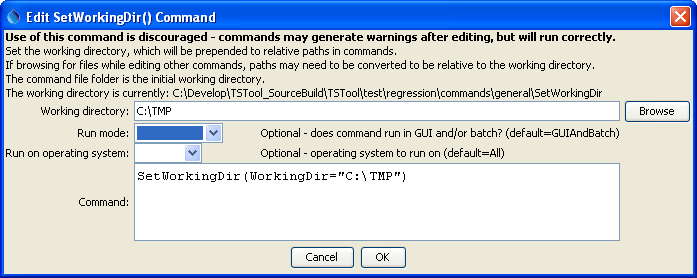 Edit SetWorkingDir() Command
Use of this command is discouraged - commands may generate warnings after editing, but will run correctly.
Set the working directory, which will be prepended to relative paths in commands.
If browsing for files while editing other commands, paths may need to be converted to be relative to the working directory.
The command file folder is the initial working directory.
The working directory is currently: C:\Develop\TSTool_SourceBuild\TSTool\test\regression\commands\general\SetWorkingDir
Working directory: C:\TMP Browse
Run mode: Optional - does command run in GUI and/or batch? (default=GUIAndBatch)
Run on operating system: Optional - operating system to run on (default=All)
SetWorkingDir(WorkingDir="C:\TMP")
Command:
Cancel OK